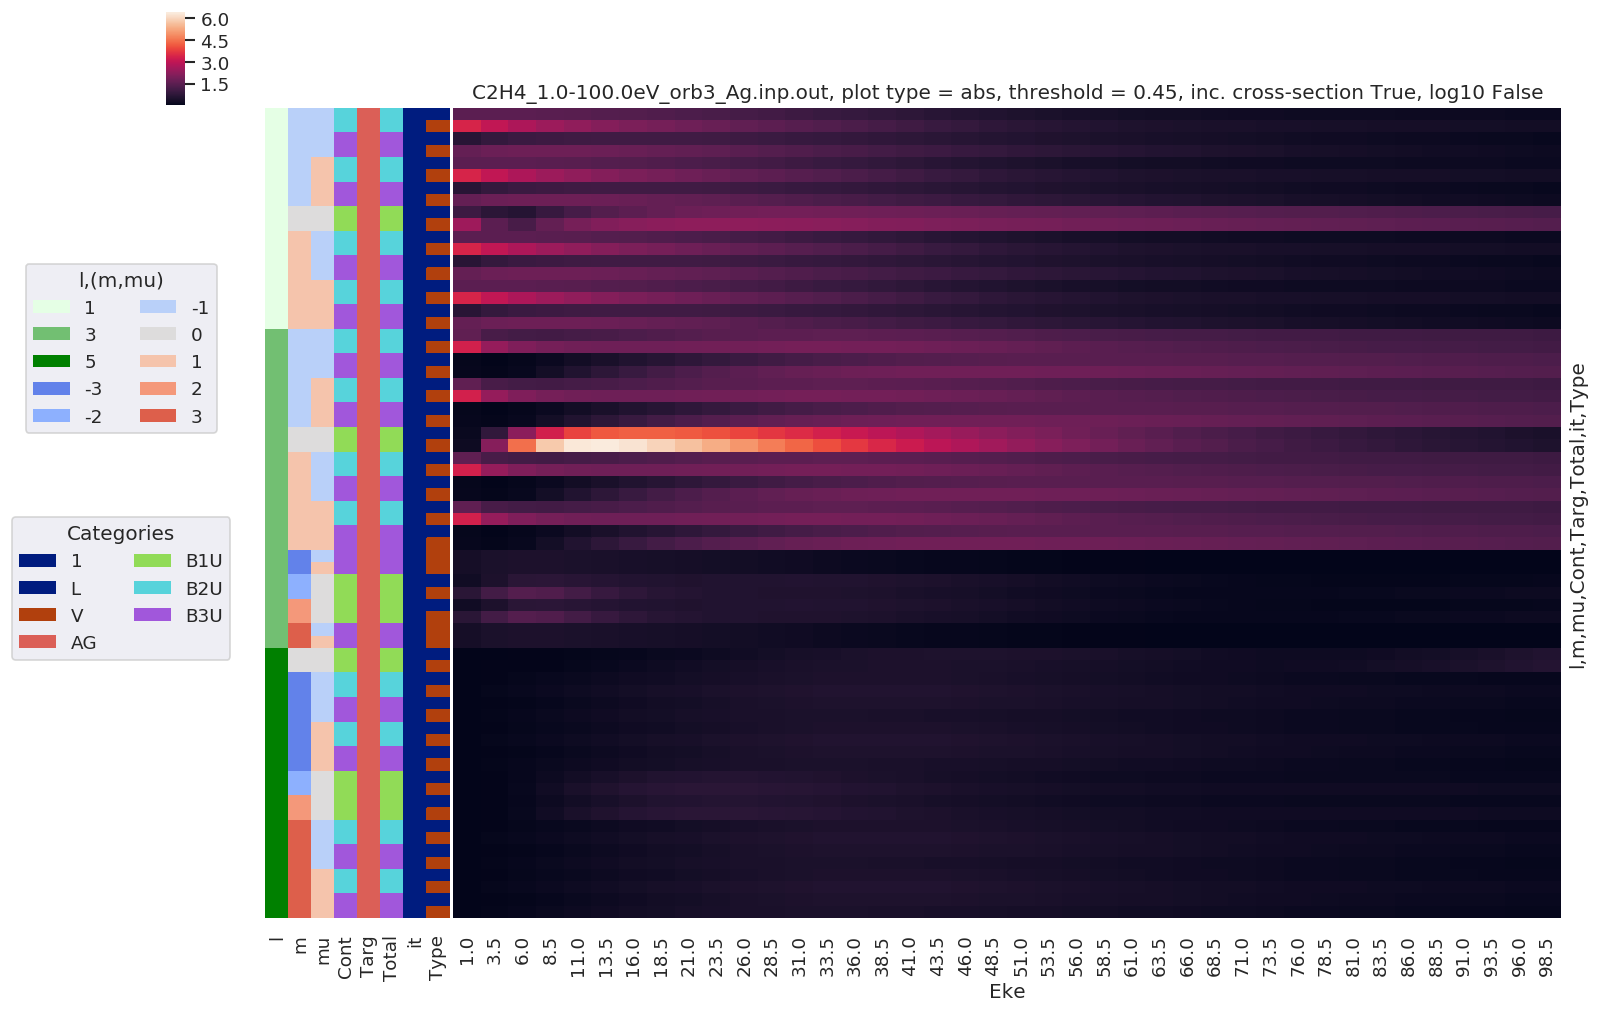 6.0
4.5
3.0
1.5
C2H4_1.0-100.0eV_orb3_Ag.inp.out, plot type = abs, threshold = 0.45, inc. cross-section True, log10 False
l,(m,mu)
1 -1
3 0
5 1
-3 2
-2 3
Categories
1 B1U
L B2U
V B3U
AG
l,m,mu,Cont,Targ,Total,it,Type
l m mu Cont Targ Total it Type
1.0 3.5 6.0 8.5 11.0 13.5 16.0 18.5 21.0 23.5 26.0 28.5 31.0 33.5 36.0 38.5 41.0 43.5 46.0 48.5 51.0 53.5 56.0 58.5 61.0 63.5 66.0 68.5 71.0 73.5 76.0 78.5 81.0 83.5 86.0 88.5 91.0 93.5 96.0 98.5
Eke